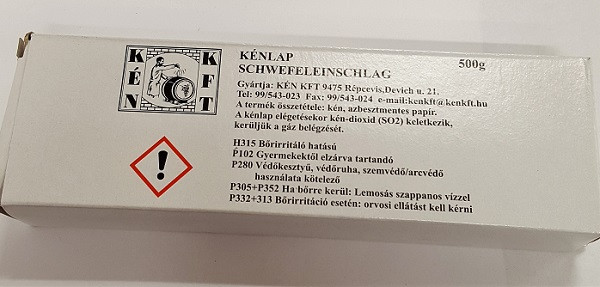 KÉN
KFT
KÉNLAP
500g
SCHWEFELEINSCHLAG
Gyártja: KÉN KFT 9475 Répcevis,Devich u. 21.
Tel: 99/543-023 Fax: 99/543-024 e-mail:kenkft@kenkft.hu
A termék összetétele: kén, azbesztmentes papír.
A kénlap elégetésekor kén-dioxid (SO2) keletkezik,
kerüljük a gáz belégzését.
H315 Bőrirritáló hatású
P102 Gyermekektől elzárva tartandó
P280 Védőkesztyű, védőruha, szemvédő/arcvédő
használata kötelező
P305+P352 Ha bőrre kerül: Lemosás szappanos vízzel
P332+313 Bőrirritáció esetén: orvosi ellátást kell kérni